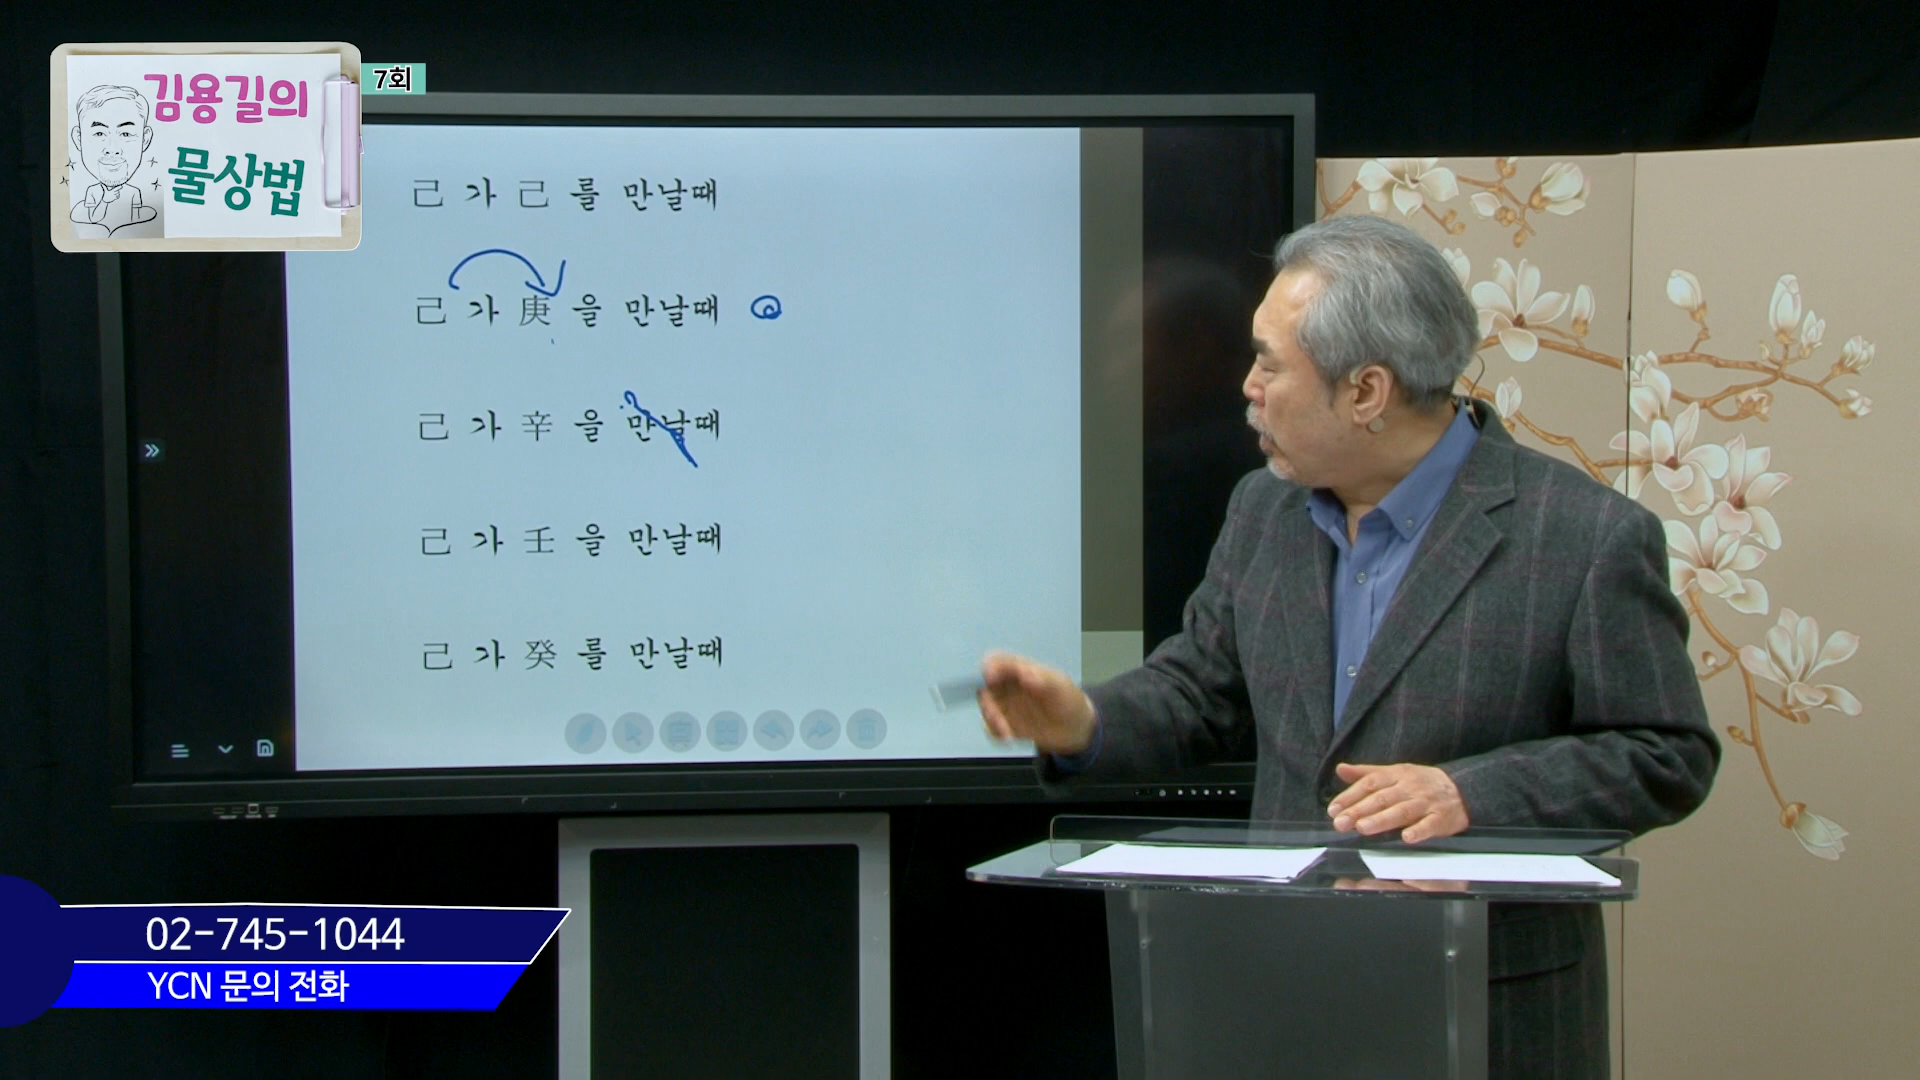 김용길의
물상법
7회
己 가 己 를 만날때
己 가 庚 을 만날때
己 가 辛 을 만날때
己 가 壬 을 만날때
己 가 癸 를 만날때
02-745-1044
YCN 문의 전화